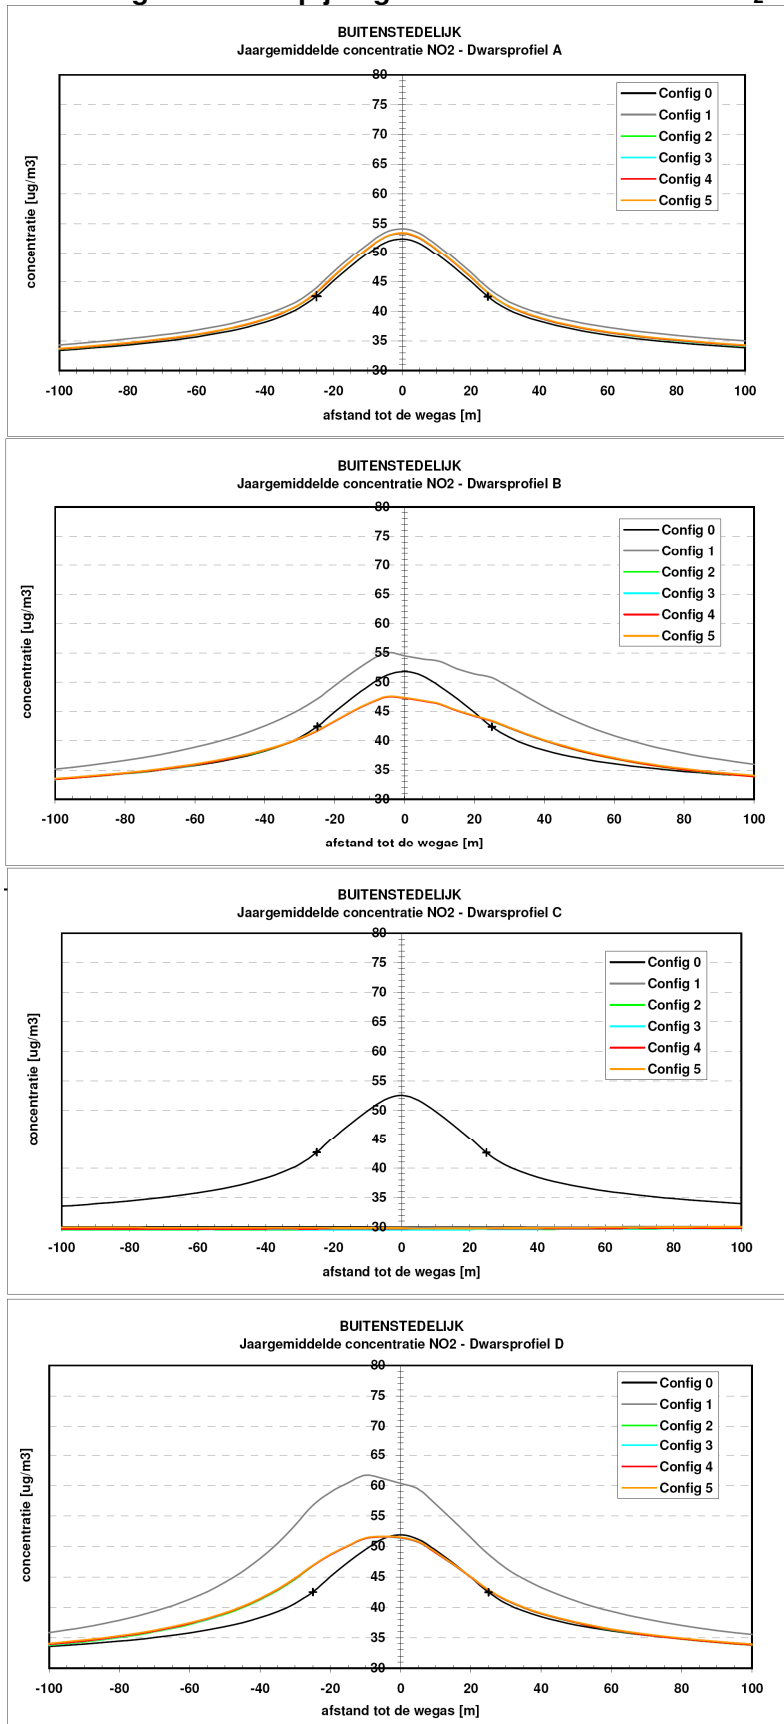 BUITENSTEDELIJK
Jaargemiddelde concentratie NO2 - Dwarsprofiel A
80
75
70
65
60
55
50
45
40
35
30
concentratie [ug/m3]
Config 0
Config 1
Config 2
Config 3
Config 4
Config 5
-100 -80 -60 -40 -20 0 20 40 60 80 100
afstand tot de wegas [m]
BUITENSTEDELIJK
Jaargemiddelde concentratie NO2 - Dwarsprofiel B
80
75
70
65
60
55
50
45
40
35
30
concentratie [ug/m3]
Config 0
Config 1
Config 2
Config 3
Config 4
Config 5
-100 -80 -60 -40 -20 0 20 40 60 80 100
afstand tot de wegas [m]
BUITENSTEDELIJK
Jaargemiddelde concentratie NO2 - Dwarsprofiel C
80
75
70
65
60
55
50
45
40
35
30
concentratie [ug/m3]
Config 0
Config 1
Config 2
Config 3
Config 4
Config 5
-100 -80 -60 -40 -20 0 20 40 60 80 100
afstand tot de wegas [m]
BUITENSTEDELIJK
Jaargemiddelde concentratie NO2 - Dwarsprofiel D
80
75
70
65
60
55
50
45
40
35
30
concentratie [ug/m3]
Config 0
Config 1
Config 2
Config 3
Config 4
Config 5
-100 -80 -60 -40 -20 0 20 40 60 80 100
afstand tot de wegas [m]